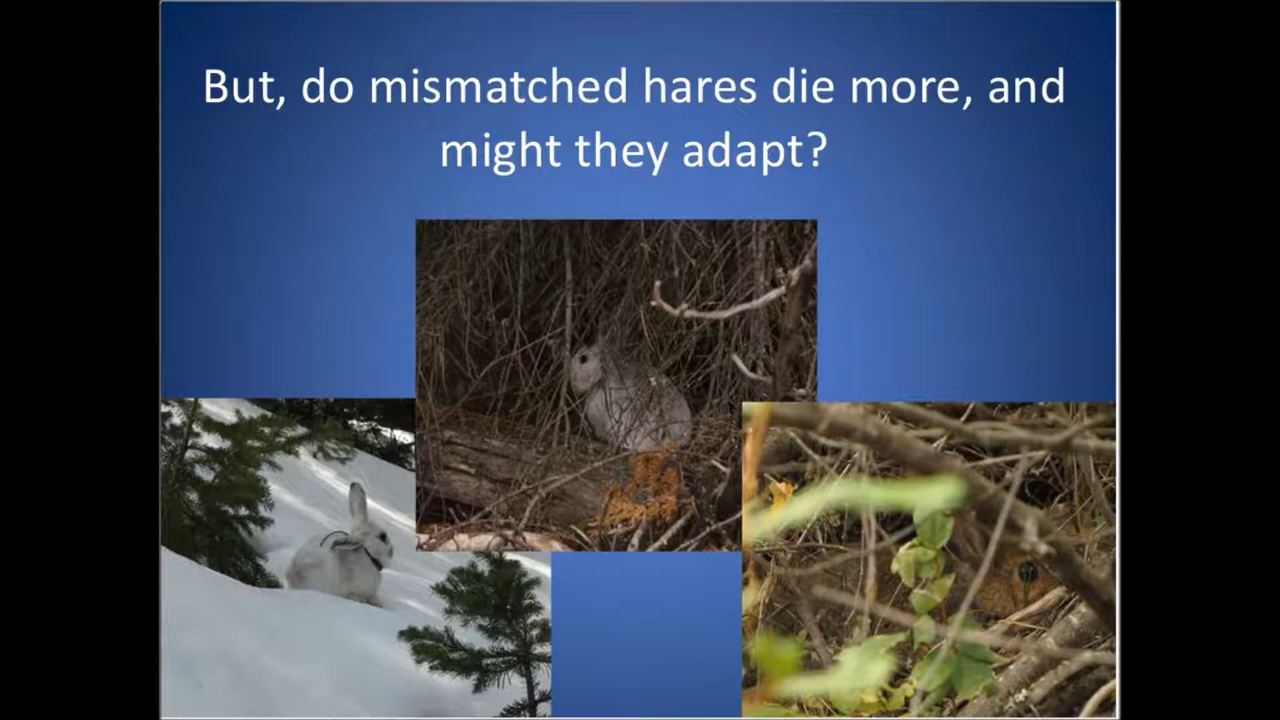 But, do mismatched hares die more, and
might they adapt?